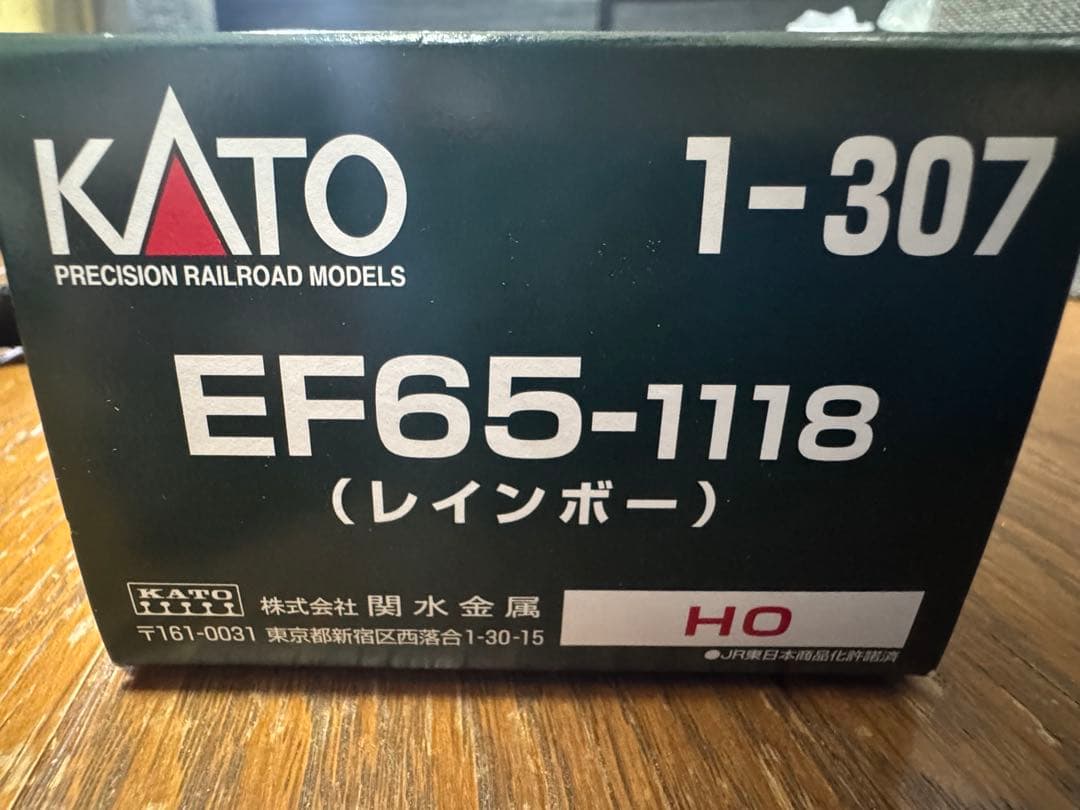 KATO 1-307
PRECISION RAILROAD MODELS
EF65-1118
（レインボー）
KATO 株式会社 関水金属
〒161-0031 東京都新宿区西落合1-30-15
HO
●JR東日本商品化許諾済